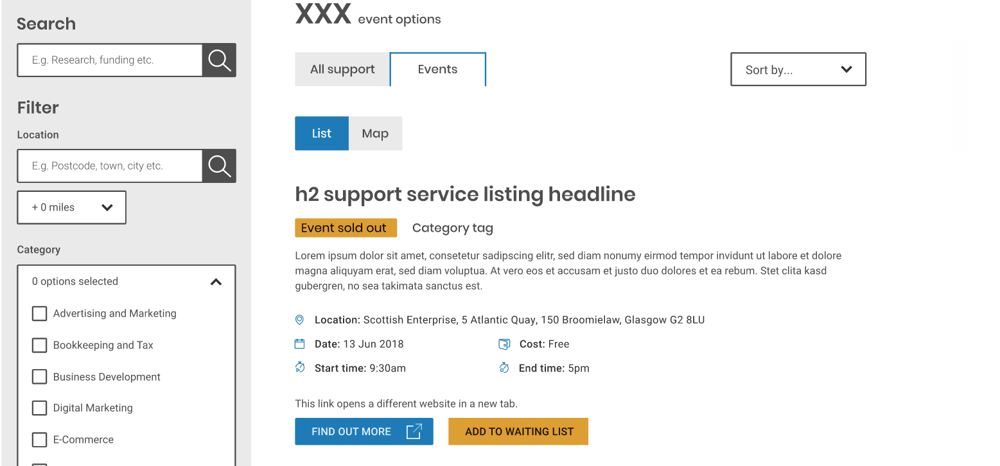 Search
E.g. Research, funding etc.
Filter
Location
E.g. Postcode, town, city etc.
+ 0 miles
Category
0 options selected
Advertising and Marketing
Bookkeeping and Tax
Business Development
Digital Marketing
E-Commerce
XXX event options
All support
Events
Sort by...
List
Map
h2 support service listing headline
Event sold out
Category tag
Lorem ipsum dolor sit amet, consetetur sadipscing elitr, sed diam nonumy eirmod tempor invidunt ut labore et dolore
magna aliquyam erat, sed diam voluptua. At vero eos et accusam et justo duo dolores et ea rebum. Stet clita kasd
gubergren, no sea takimata sanctus est.
Location: Scottish Enterprise, 5 Atlantic Quay, 150 Broomielaw, Glasgow G2 8LU
Date: 13 Jun 2018
Cost: Free
Start time: 9:30am
End time: 5pm
This link opens a different website in a new tab.
FIND OUT MORE
ADD TO WAITING LIST